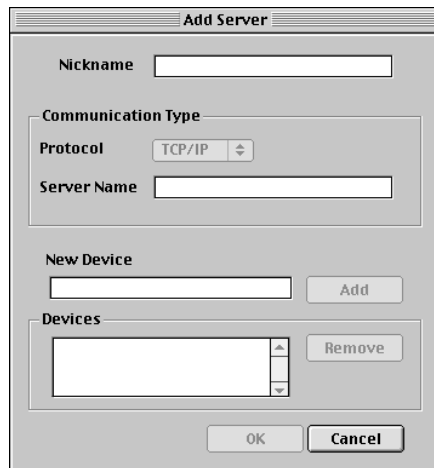 Add Server
Nickname
Communication Type
Protocol TCP/IP
Server Name
New Device
Add
Devices
Remove
OK Cancel